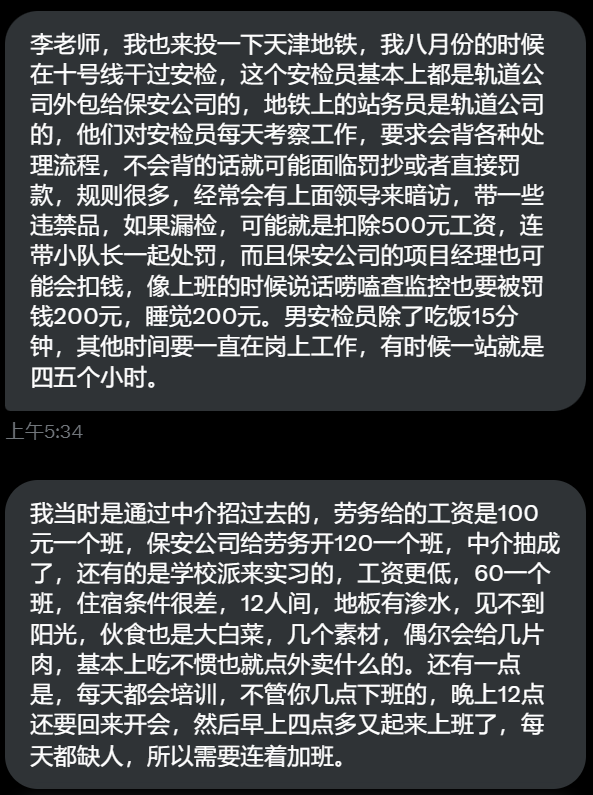 李老师，我也来投一下天津地铁，我八月份的时候
在十号线干过安检，这个安检员基本上都是轨道公
司外包给保安公司的，地铁上的站务员是轨道公司
的，他们对安检员每天考察工作，要求会背各种处
理流程，不会背的话就可能面临罚抄或者直接罚
款，规则很多，经常会有上面领导来暗访，带一些
违禁品，如果漏检，可能就是扣除500元工资，连
带小队长一起处罚，而且保安公司的项目经理也可
能会扣钱，像上班的时候说话唠嗑查监控也要被罚
钱200元，睡觉200元。男安检员除了吃饭15分
钟，其他时间要一直在岗上工作，有时候一站就是
四五个小时。
上午5:34
我当时是通过中介招过去的，劳务给的工资是100
元一个班，保安公司给劳务开120一个班，中介抽成
了，还有的是学校派来实习的，工资更低，60一个
班，住宿条件很差，12人间，地板有渗水，见不到
阳光，伙食也是大白菜，几个素材，偶尔会给几片
肉，基本上吃不惯也就点外卖什么的。还有一点
是，每天都会培训，不管你几点下班的，晚上12点
还要回来开会，然后早上四点多又起来上班了，每
天都缺人，所以需要连着加班。